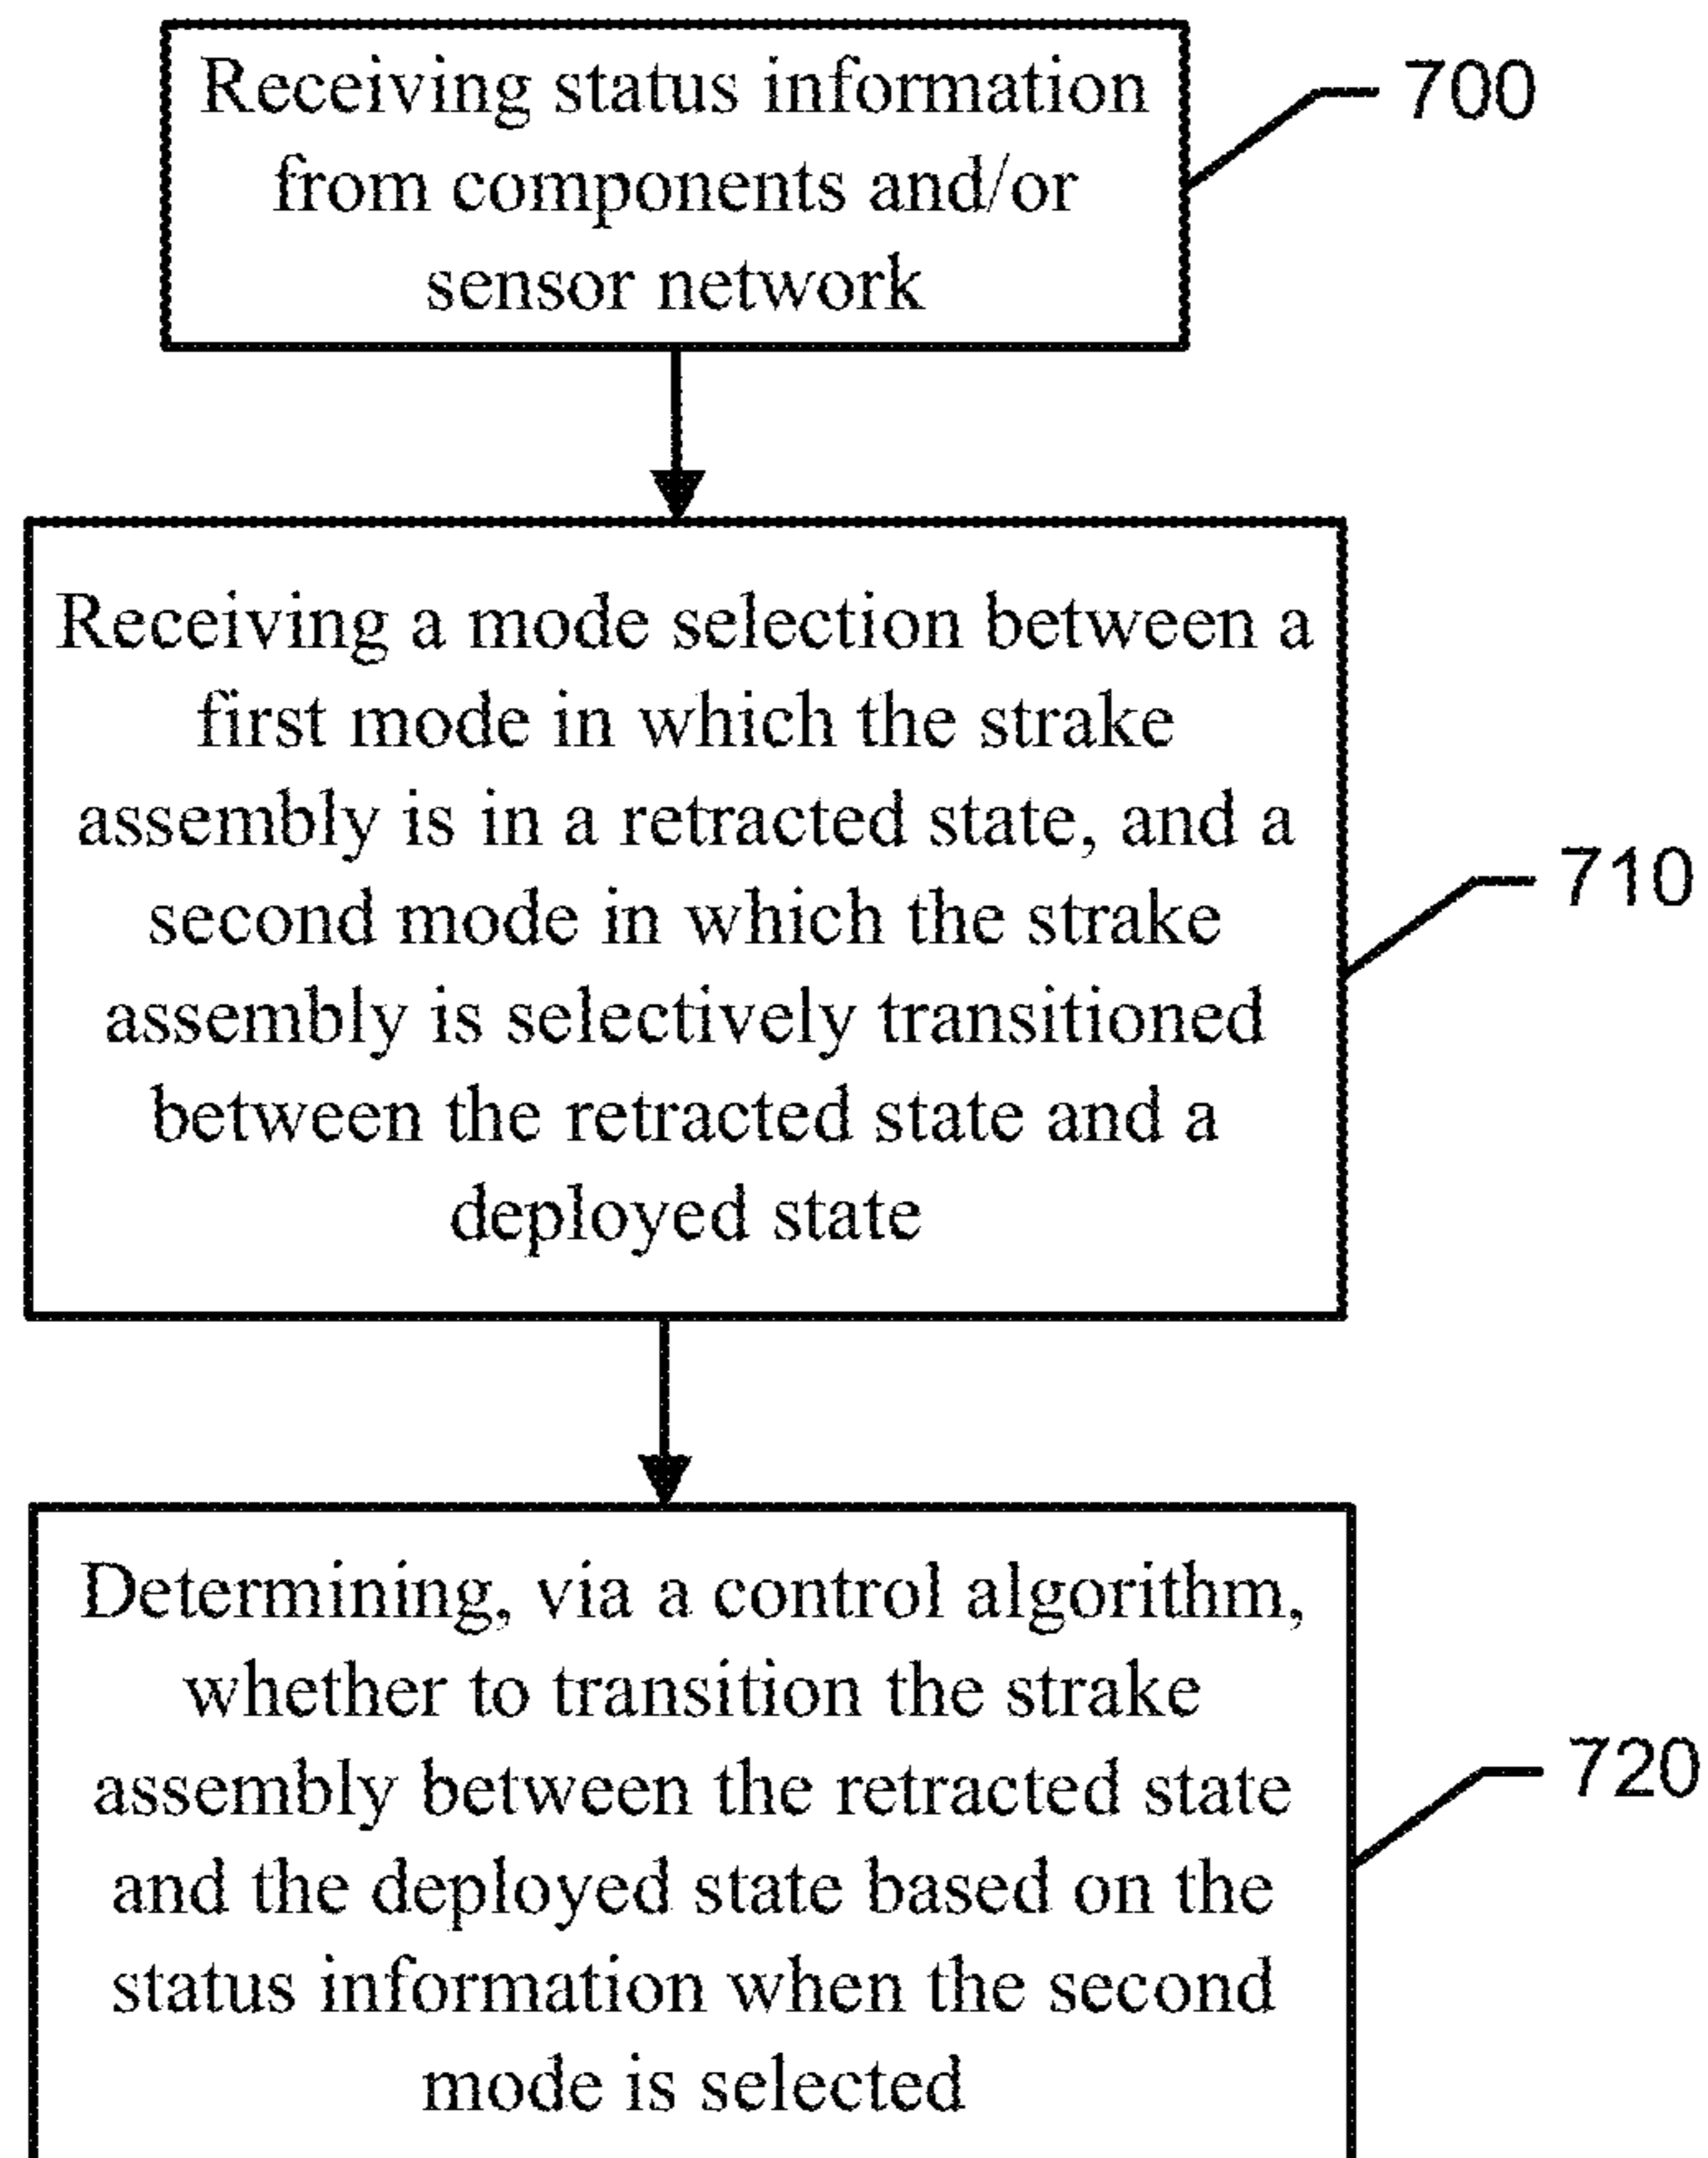 Receiving status information
from components and/or
sensor network
700
Receiving a mode selection between a
first mode in which the strake
assembly is in a retracted state, and a
second mode in which the strake
assembly is selectively transitioned
between the retracted state and a
deployed state
710
Determining, via a control algorithm,
whether to transition the strake
assembly between the retracted state
and the deployed state based on the
status information when the second
mode is selected
720